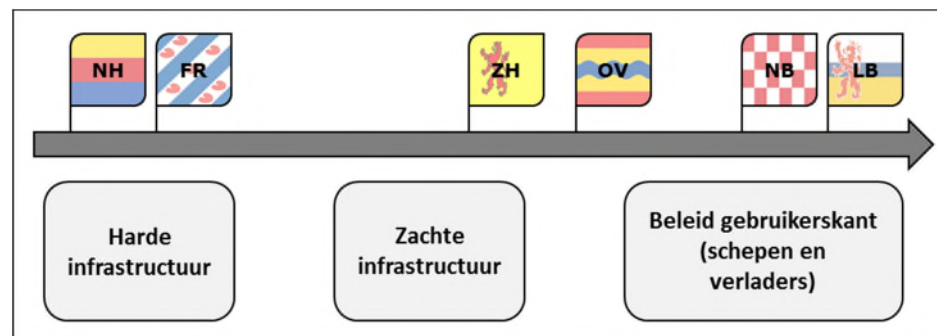 NH
FR
ZH
OV
NB
LB
Harde
infrastructuur
Zachte
infrastructuur
Beleid gebruikerskant
(schepen en
verladers)